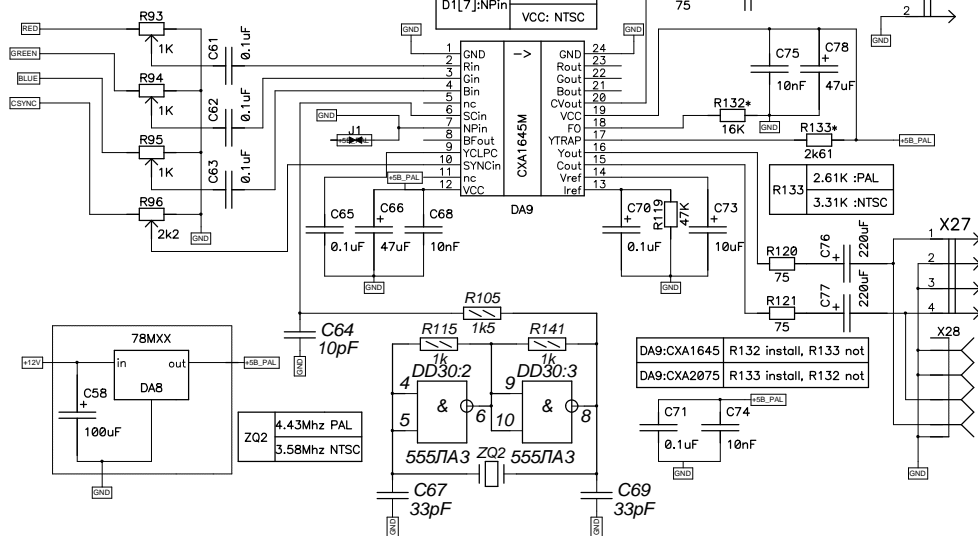 D1[7]:NPin
VCC: NTSC
75
2
GND
RED
GREEN
BLUE
CSYNC
R93
1K
R94
1K
R95
1K
R96
2k2
C61
0.1uF
C62
0.1uF
C63
0.1uF
GND
GND
GND
J1
+5B_PAL
1 GND
2 Rin
3 Gin
4 Bin
5 nc
6 SCin
7 NPin
8 BFout
9 YCLPC
10 SYNCin
11 nc
12 VCC
->
CXA1645M
GND 24
Rout 23
Gout 22
Bout 21
CVout 20
VCC 19
FO 18
YTRAP 17
Yout 16
Cout 15
Vref 14
Iref 13
DA9
GND
C75
10nF
C78
+
47uF
GND
R132*
16K
R133*
2k61
+5B_PAL
R133
2.61K :PAL
3.31K :NTSC
+5B_PAL
C65
0.1uF
C66
+
47uF
C68
10nF
GND
C70
+
0.1uF
R119
47K
C73
+
10uF
GND
R120
75
C76
+
220uF
R121
75
C77
+
220uF
X27
1
2
3
4
X28
GND
R105
1k5
C64
10pF
GND
R115
1k
R141
1k
DD30:2
DD30:3
4
5
&
6
9
10
&
8
555ЛА3
555ЛА3
ZQ2
C67
33pF
GND
C69
33pF
GND
DA9:CXA1645 R132 install, R133 not
DA9:CXA2075 R133 install, R132 not
+5B_PAL
C71
0.1uF
C74
10nF
GND
78MXX
+12V
in out
DA8
+5B_PAL
C58
+
100uF
GND
ZQ2
4.43Mhz PAL
3.58Mhz NTSC